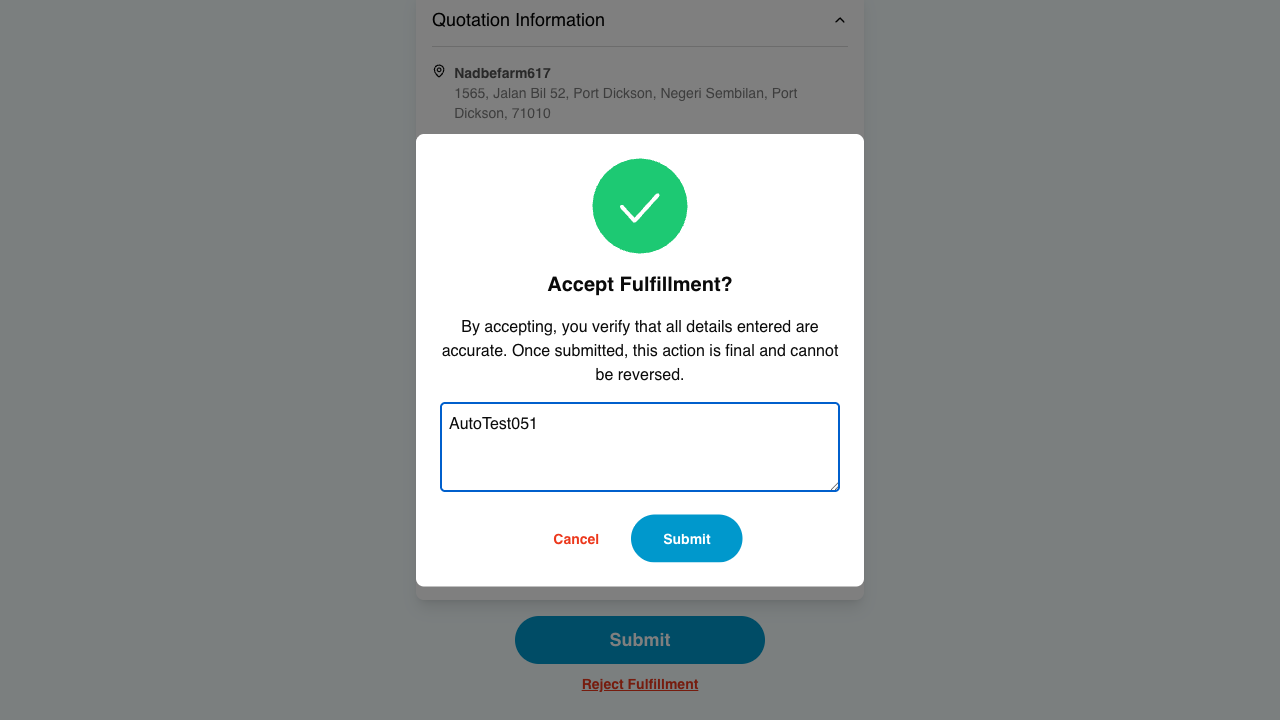 Quotation Information
Nadbefarm617
1565, Jalan Bil 52, Port Dickson, Negeri Sembilan, Port
Dickson, 71010
Accept Fulfillment?
By accepting, you verify that all details entered are
accurate. Once submitted, this action is final and cannot
be reversed.
AutoTest051
Cancel
Submit
Submit
Reject Fulfillment